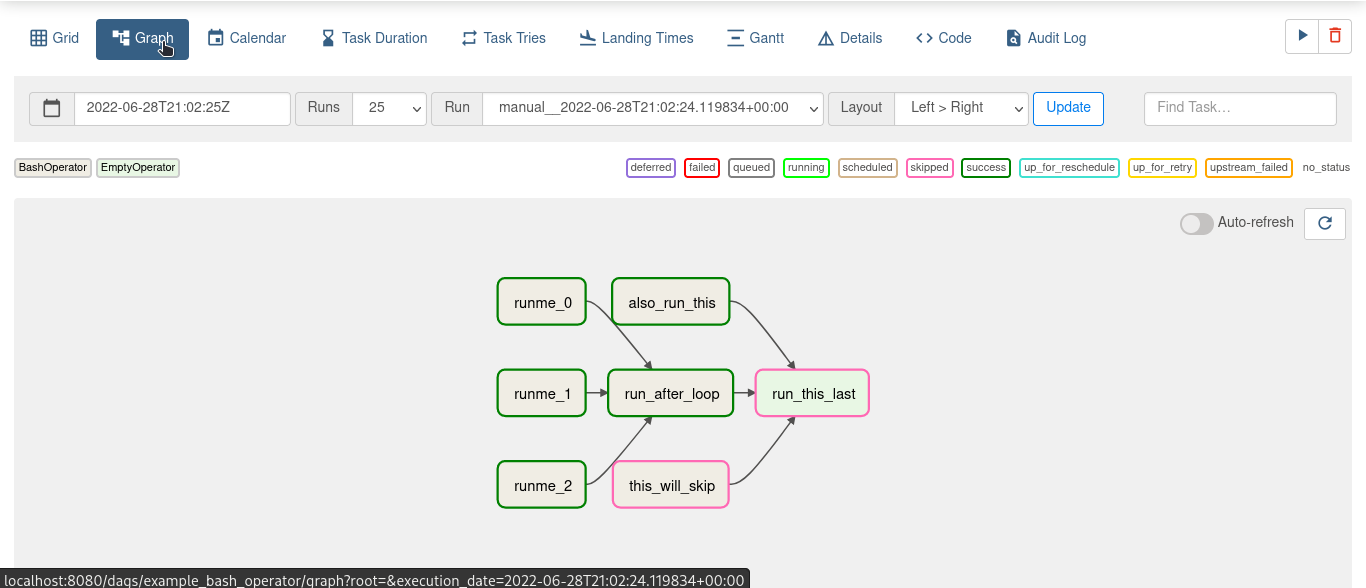 Grid Graph Calendar Task Duration Task Tries Landing Times Gantt Details Code Audit Log
2022-06-28T21:02:25Z Runs 25 Run manual__2022-06-28T21:02:24.119834+00:00 Layout Left > Right Update Find Task…
BashOperator EmptyOperator deferred failed queued running scheduled skipped success up_for_reschedule up_for_retry upstream_failed no_status
Auto-refresh
runme_0 also_run_this
runme_1 run_after_loop run_this_last
runme_2 this_will_skip
localhost:8080/dags/example_bash_operator/graph?root=&execution_date=2022-06-28T21:02:24.119834+00:00